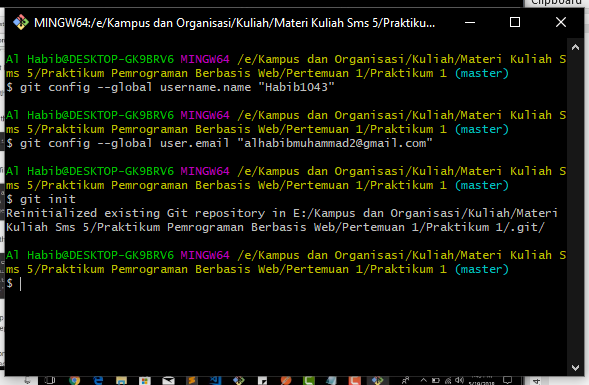 Clipboard
MINGW64:/e/Kampus dan Organisasi/Kuliah/Materi Kuliah Sms 5/Praktiku...
Al Habib@DESKTOP-GK9BRV6 MINGW64 /e/Kampus dan Organisasi/Kuliah/Materi Kuliah S
ms 5/Praktikum Pemrograman Berbasis Web/Pertemuan 1/Praktikum 1 (master)
$ git config --global username.name "Habib1043"
Al Habib@DESKTOP-GK9BRV6 MINGW64 /e/Kampus dan Organisasi/Kuliah/Materi Kuliah S
ms 5/Praktikum Pemrograman Berbasis Web/Pertemuan 1/Praktikum 1 (master)
$ git config --global user.email "alhabibmuhammad2@gmail.com"
Al Habib@DESKTOP-GK9BRV6 MINGW64 /e/Kampus dan Organisasi/Kuliah/Materi Kuliah S
ms 5/Praktikum Pemrograman Berbasis Web/Pertemuan 1/Praktikum 1 (master)
$ git init
Reinitialized existing Git repository in E:/Kampus dan Organisasi/Kuliah/Materi
Kuliah Sms 5/Praktikum Pemrograman Berbasis Web/Pertemuan 1/Praktikum 1/.git/
Al Habib@DESKTOP-GK9BRV6 MINGW64 /e/Kampus dan Organisasi/Kuliah/Materi Kuliah S
ms 5/Praktikum Pemrograman Berbasis Web/Pertemuan 1/Praktikum 1 (master)
$